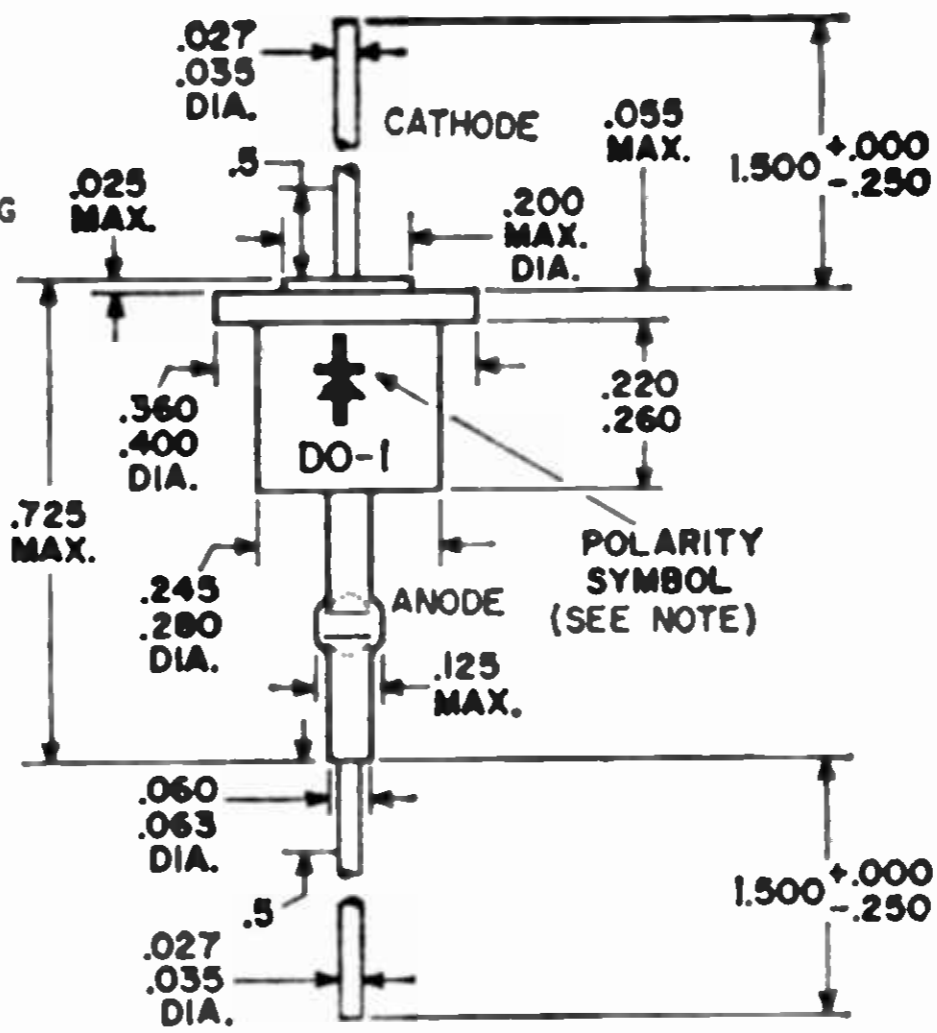 .027
.035
DIA.
CATHODE
.055
MAX.
1.500 +.000
-.250
.5
G
.025
MAX.
.200
MAX.
DIA.
.360
.400
DIA.
DO-1
.220
.260
.725
MAX.
POLARITY
SYMBOL
(SEE NOTE)
.245
.280
DIA.
ANODE
.125
MAX.
.060
.063
DIA.
.5
1.500 +.000
-.250
.027
.035
DIA.